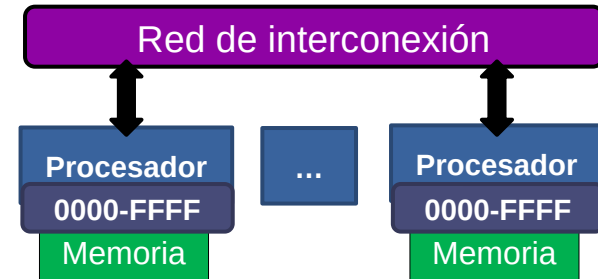 Red de interconexión
Procesador
...
Procesador
0000-FFFF
0000-FFFF
Memoria
Memoria